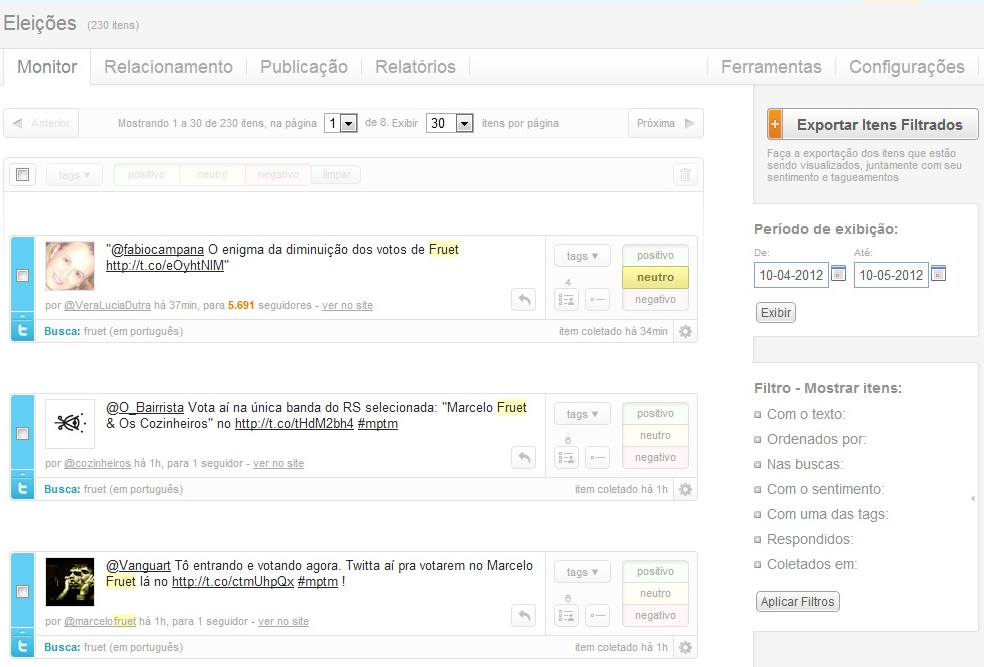 Eleições (230 itens)
Monitor Relacionamento Publicação Relatórios Ferramentas Configurações
Anterior Mostrando 1 a 30 de 230 itens, na página 1 de 8. Exibir 30 itens por página Próxima
tags positivo neutro negativo limpar
"@fabiocampana O enigma da diminuição dos votos de Fruet
http://t.co/eOyhtNIM"
por @VeraLuciaDutra há 37min, para 5.691 seguidores - ver no site
tags
4
positivo
neutro
negativo
Busca: fruet (em português) item coletado há 34min
@O_Bairrista Vota aí na única banda do RS selecionada: "Marcelo Fruet
& Os Cozinheiros" no http://t.co/tHdM2bh4 #mptm
por @cozinheiros há 1h, para 1 seguidor - ver no site
tags
6
positivo
neutro
negativo
Busca: fruet (em português) item coletado há 1h
@Vanguart Tô entrando e votando agora. Twitta aí pra votarem no Marcelo
Fruet lá no http://t.co/ctmUhpQx #mptm !
por @marcelofruet há 1h, para 1 seguidor - ver no site
tags
6
positivo
neutro
negativo
Busca: fruet (em português) item coletado há 1h
+ Exportar Itens Filtrados
Faça a exportação dos itens que estão
sendo visualizados, juntamente com seu
sentimento e tagueamentos
Período de exibição:
De: Até:
10-04-2012 10-05-2012
Exibir
Filtro - Mostrar itens:
Com o texto:
Ordenados por:
Nas buscas:
Com o sentimento:
Com uma das tags:
Respondidos:
Coletados em:
Aplicar Filtros